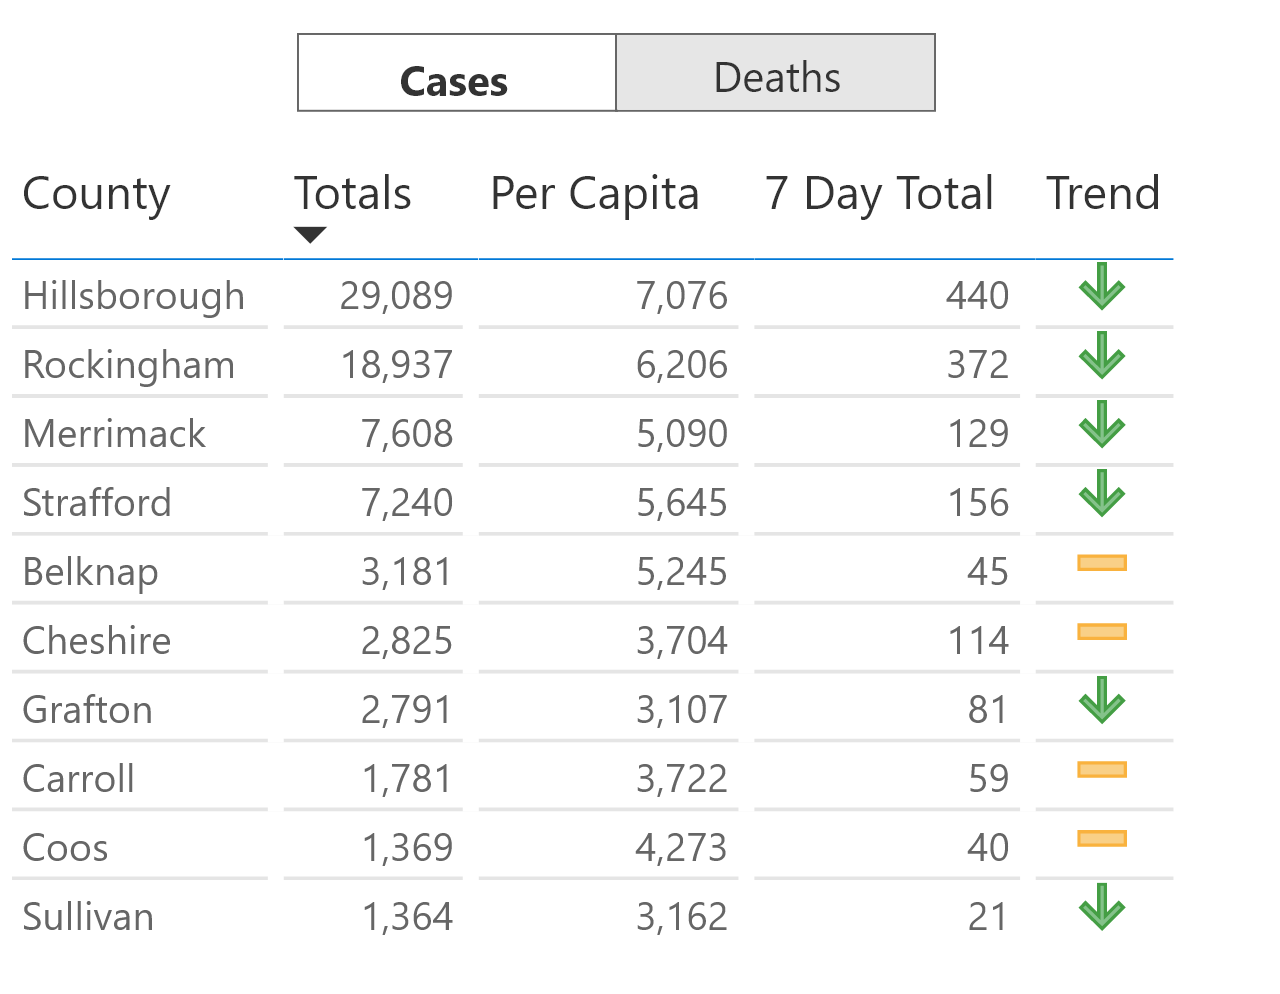 Cases Deaths
County Totals Per Capita 7 Day Total Trend
Hillsborough 29,089 7,076 440
Rockingham 18,937 6,206 372
Merrimack 7,608 5,090 129
Strafford 7,240 5,645 156
Belknap 3,181 5,245 45
Cheshire 2,825 3,704 114
Grafton 2,791 3,107 81
Carroll 1,781 3,722 59
Coos 1,369 4,273 40
Sullivan 1,364 3,162 21